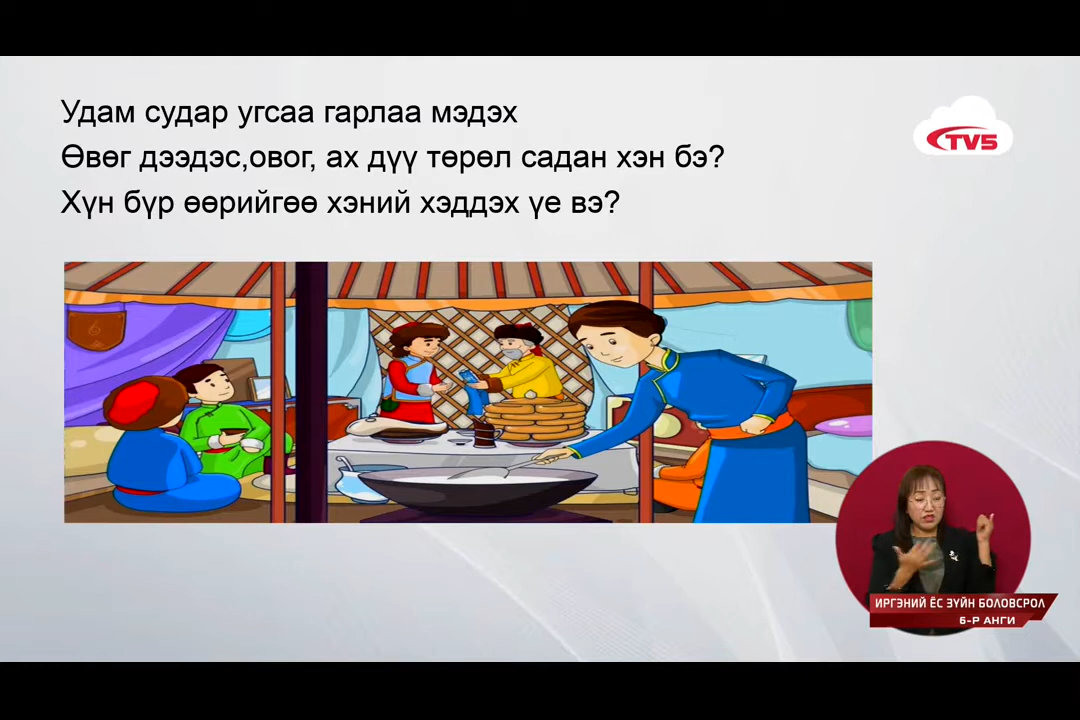 Удам судар угсаа гарлаа мэдэх
Өвөг дээдэс,овог, ах дүү төрөл садан хэн бэ?
Хүн бүр өөрийгөө хэний хэддэх үе вэ?
TV5
ИРГЭНИЙ ЁС ЗҮЙН БОЛОВСРОЛ
6-Р АНГИ